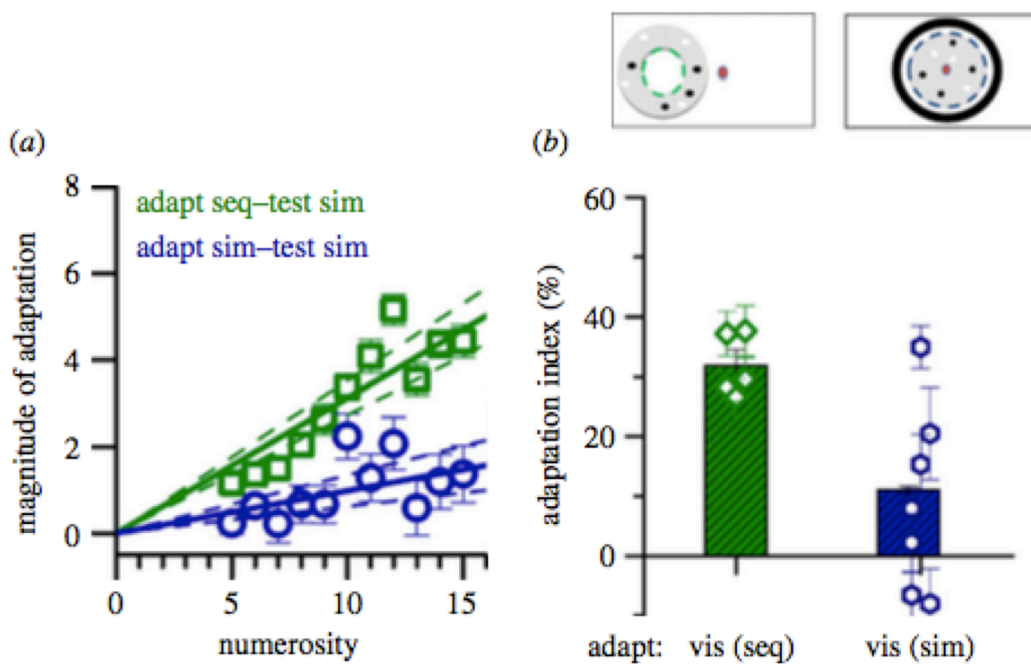 (a)
(b)
8
6
4
2
0
magnitude of adaptation
adapt seq–test sim
adapt sim–test sim
0
5
10
15
numerosity
60
40
20
0
adaptation index (%)
adapt: vis (seq) vis (sim)